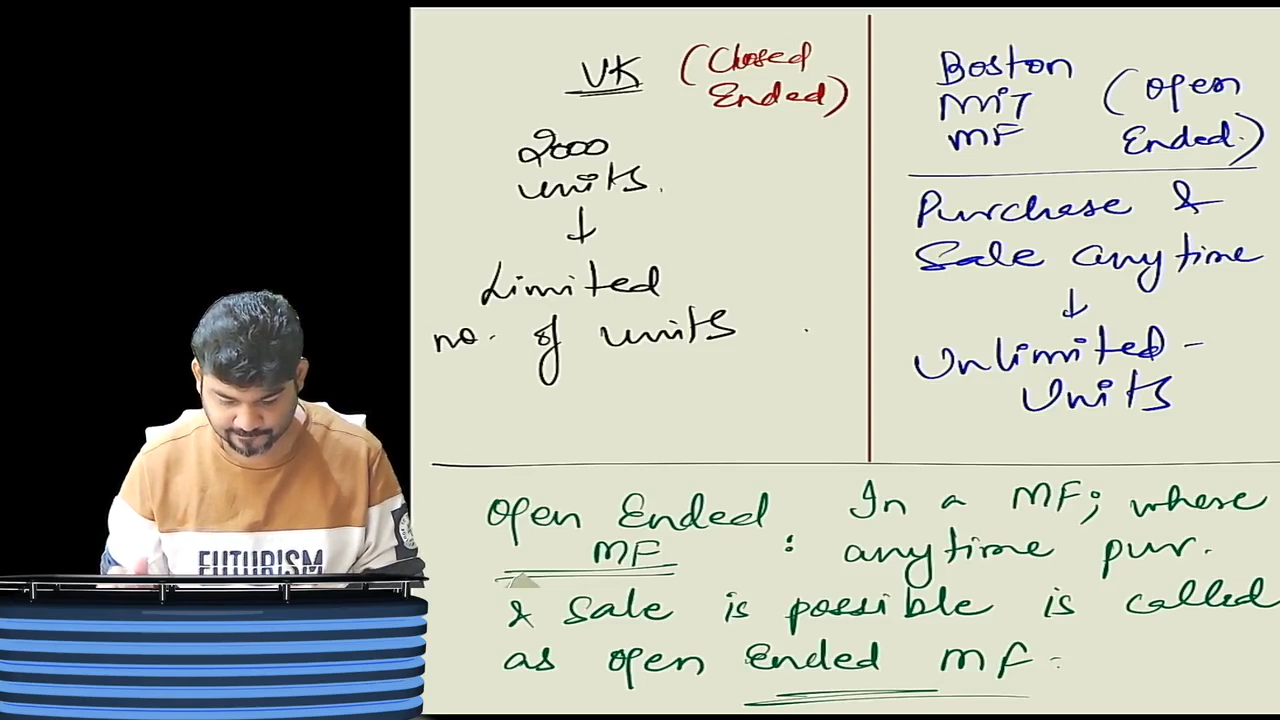 VK (Closed
Ended)
2000
units.
↓
Limited
no. of units
Boston
MIT
MF (open
Ended.)
Purchase &
Sale anytime
↓
Unlimited -
Units
open Ended
MF : In a MF; where
anytime pur.
& sale is possible is called
as open Ended MF.
FUTURISM